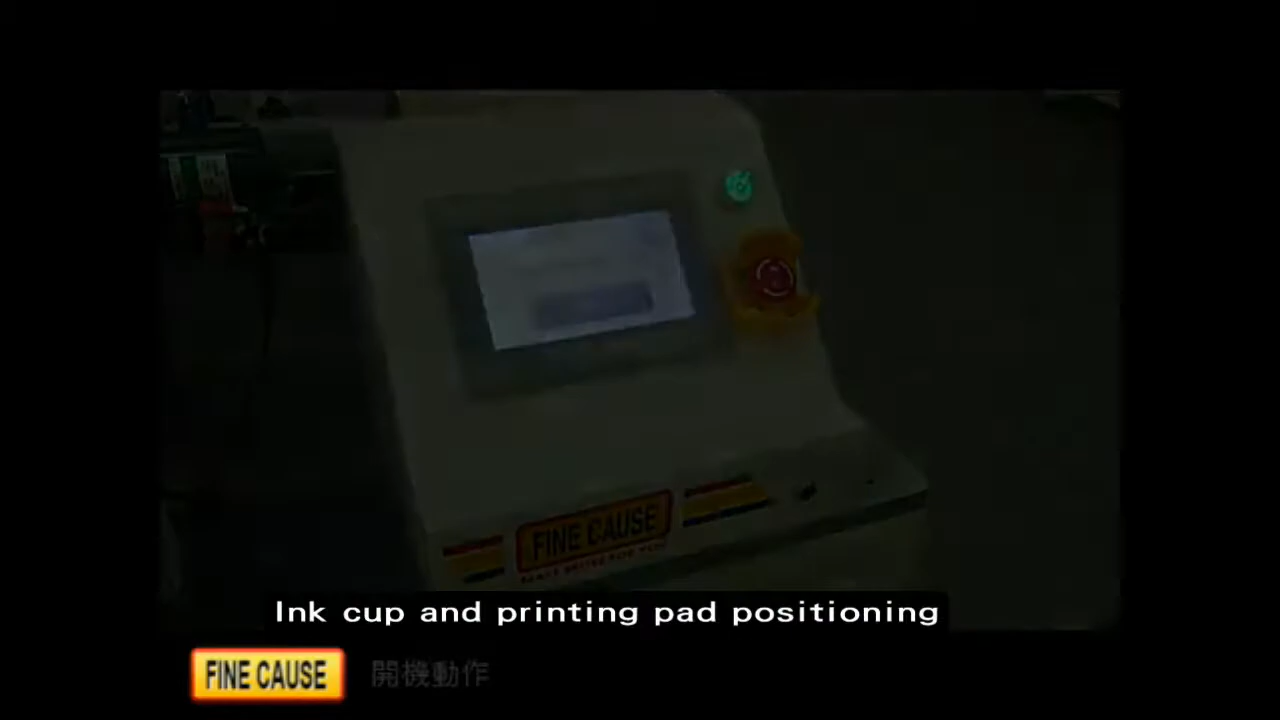 FINE CAUSE
Ink cup and printing pad positioning
FINE CAUSE 開機動作